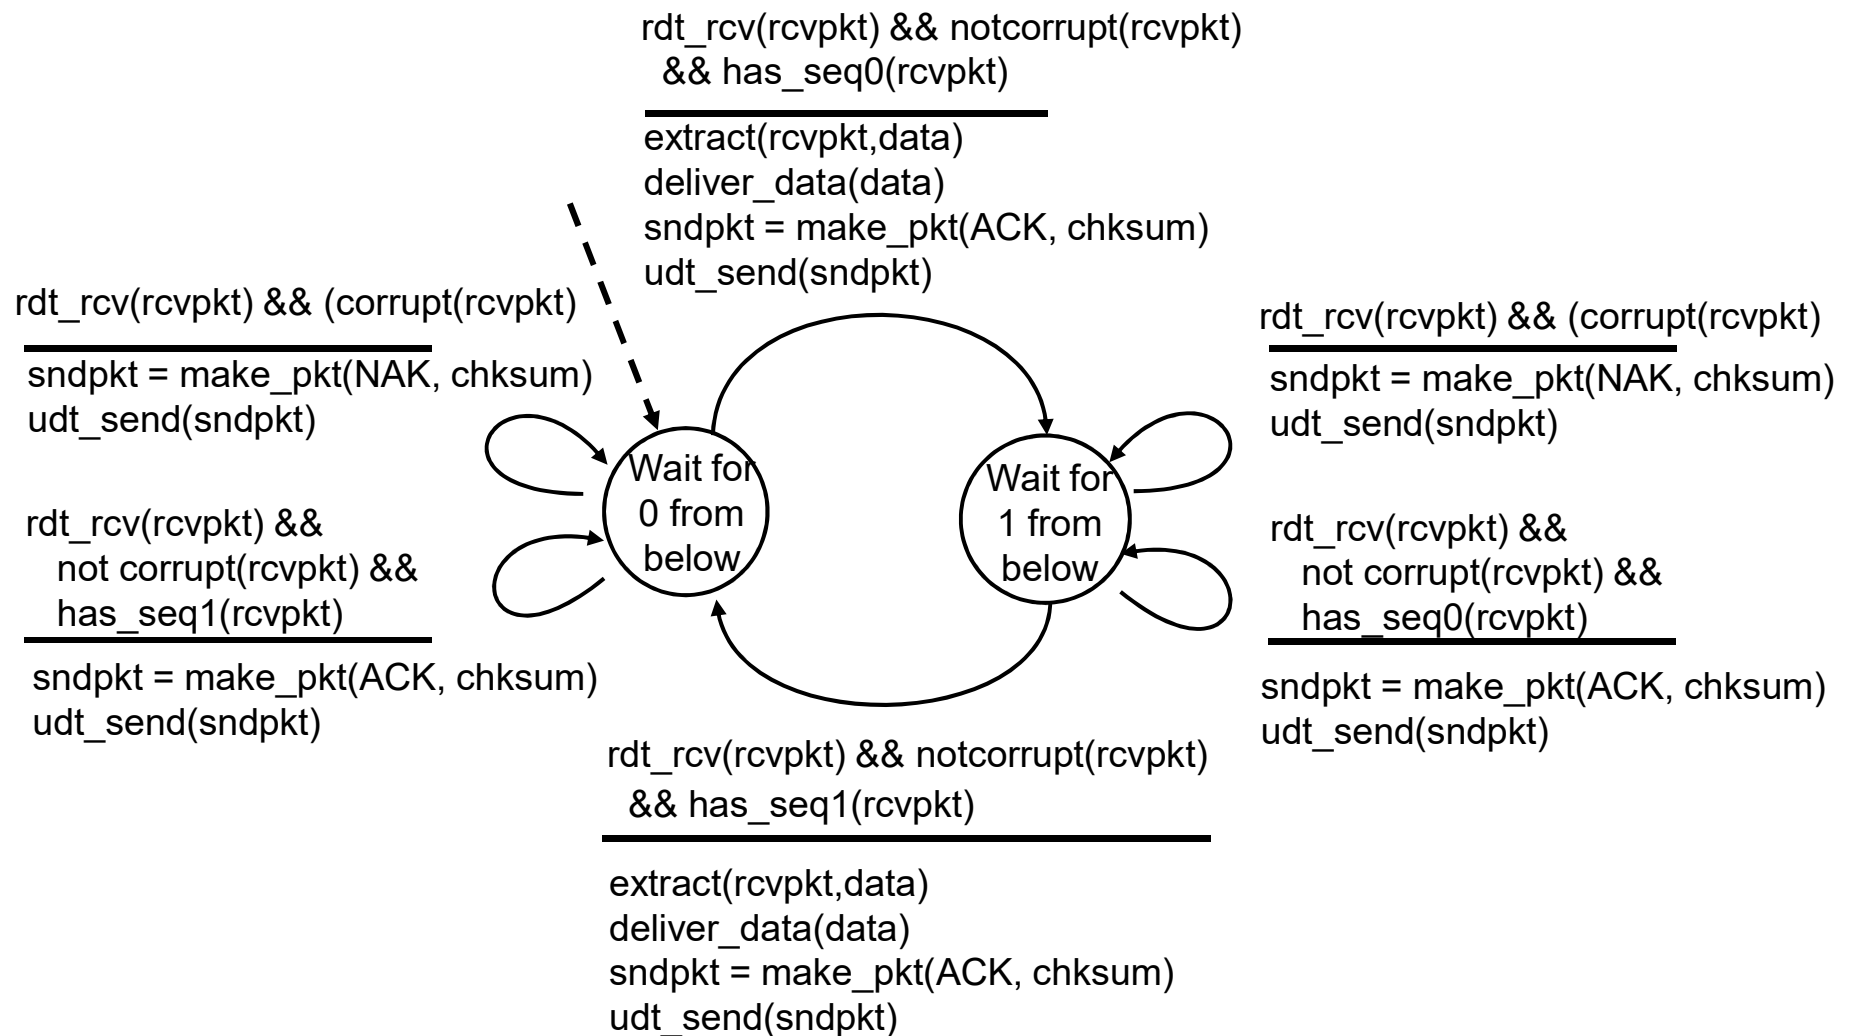 rdt_rcv(rcvpkt) && notcorrupt(rcvpkt)
&& has_seq0(rcvpkt)
extract(rcvpkt,data)
deliver_data(data)
sndpkt = make_pkt(ACK, chksum)
udt_send(sndpkt)
rdt_rcv(rcvpkt) && (corrupt(rcvpkt)
sndpkt = make_pkt(NAK, chksum)
udt_send(sndpkt)
rdt_rcv(rcvpkt) &&
not corrupt(rcvpkt) &&
has_seq1(rcvpkt)
sndpkt = make_pkt(ACK, chksum)
udt_send(sndpkt)
Wait for
0 from
below
Wait for
1 from
below
rdt_rcv(rcvpkt) && (corrupt(rcvpkt)
sndpkt = make_pkt(NAK, chksum)
udt_send(sndpkt)
rdt_rcv(rcvpkt) &&
not corrupt(rcvpkt) &&
has_seq0(rcvpkt)
sndpkt = make_pkt(ACK, chksum)
udt_send(sndpkt)
rdt_rcv(rcvpkt) && notcorrupt(rcvpkt)
&& has_seq1(rcvpkt)
extract(rcvpkt,data)
deliver_data(data)
sndpkt = make_pkt(ACK, chksum)
udt_send(sndpkt)